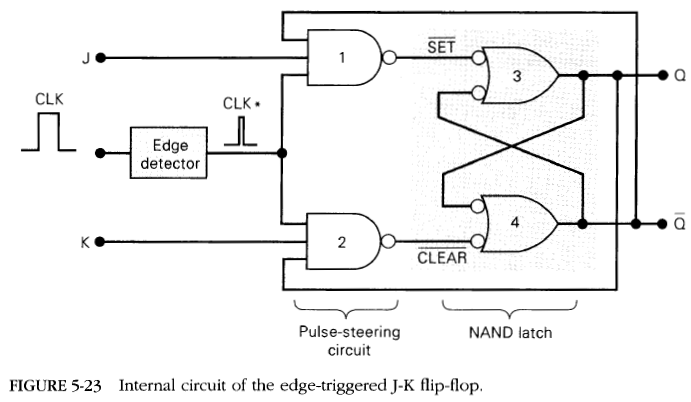 J
CLK
CLK*
Edge
detector
K
1
2
SET
3
4
CLEAR
Q
Q̅
Pulse-steering
circuit
NAND latch
FIGURE 5-23 Internal circuit of the edge-triggered J-K flip-flop.